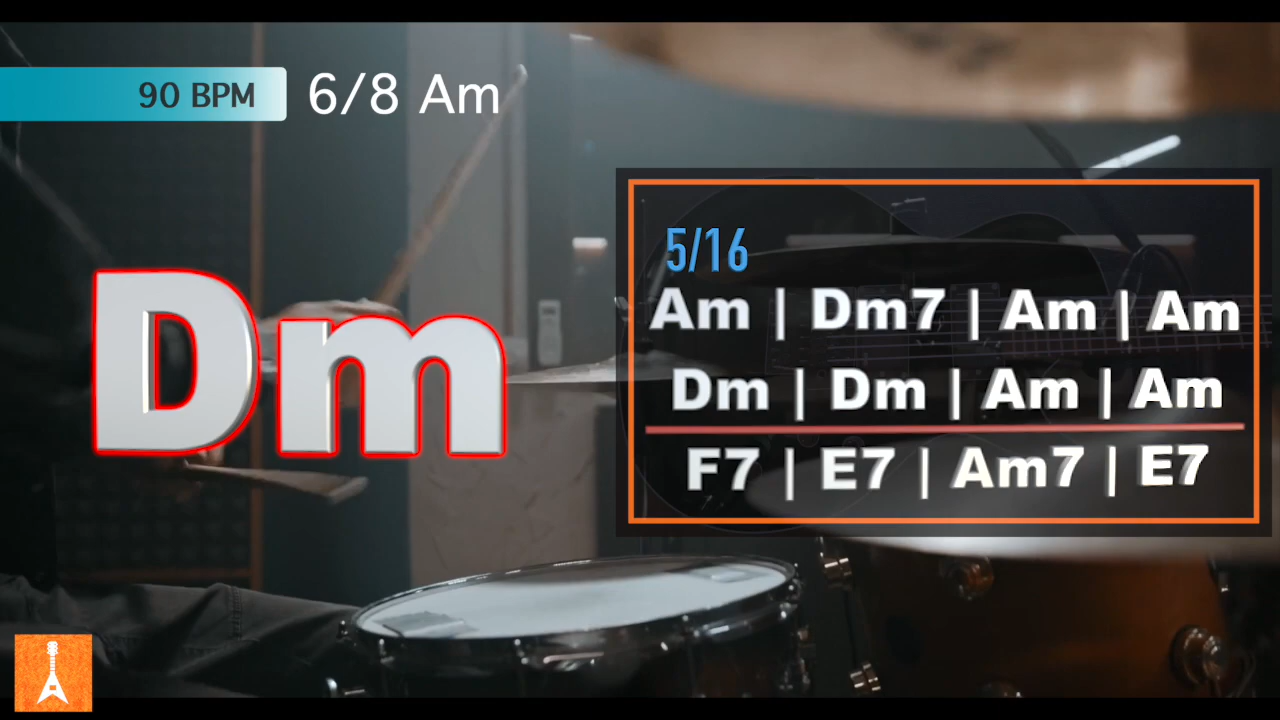 90 BPM 6/8 Am
Dm
5/16
Am | Dm7 | Am | Am
Dm | Dm | Am | Am
F7 | E7 | Am7 | E7